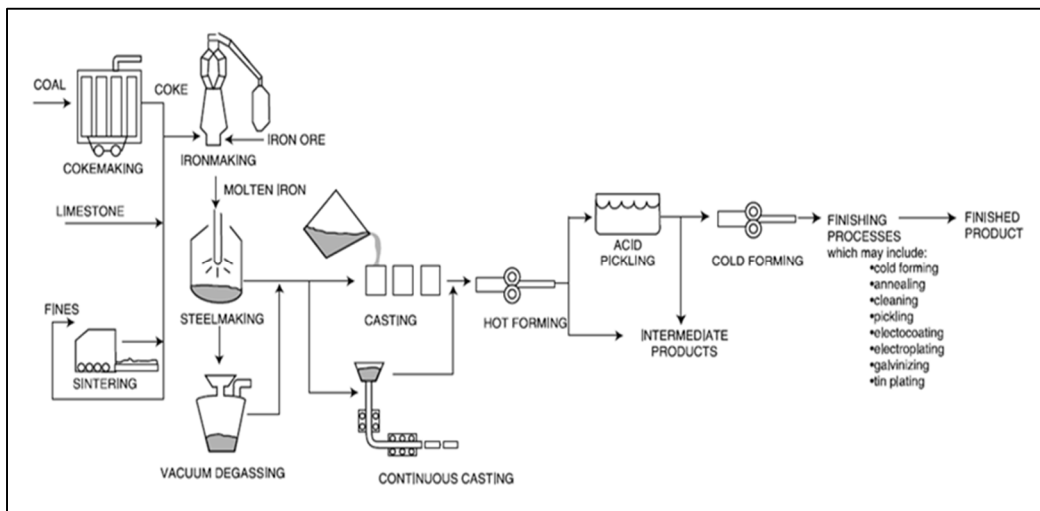 COAL
COKE
COKEMAKING
IRON ORE
IRONMAKING
MOLTEN IRON
LIMESTONE
STEELMAKING
FINES
SINTERING
VACUUM DEGASSING
CASTING
CONTINUOUS CASTING
HOT FORMING
ACID
PICKLING
INTERMEDIATE
PRODUCTS
COLD FORMING
FINISHING
PROCESSES
which may include:
•cold forming
•annealing
•cleaning
•pickling
•electocoating
•electroplating
•galvinizing
•tin plating
FINISHED
PRODUCT